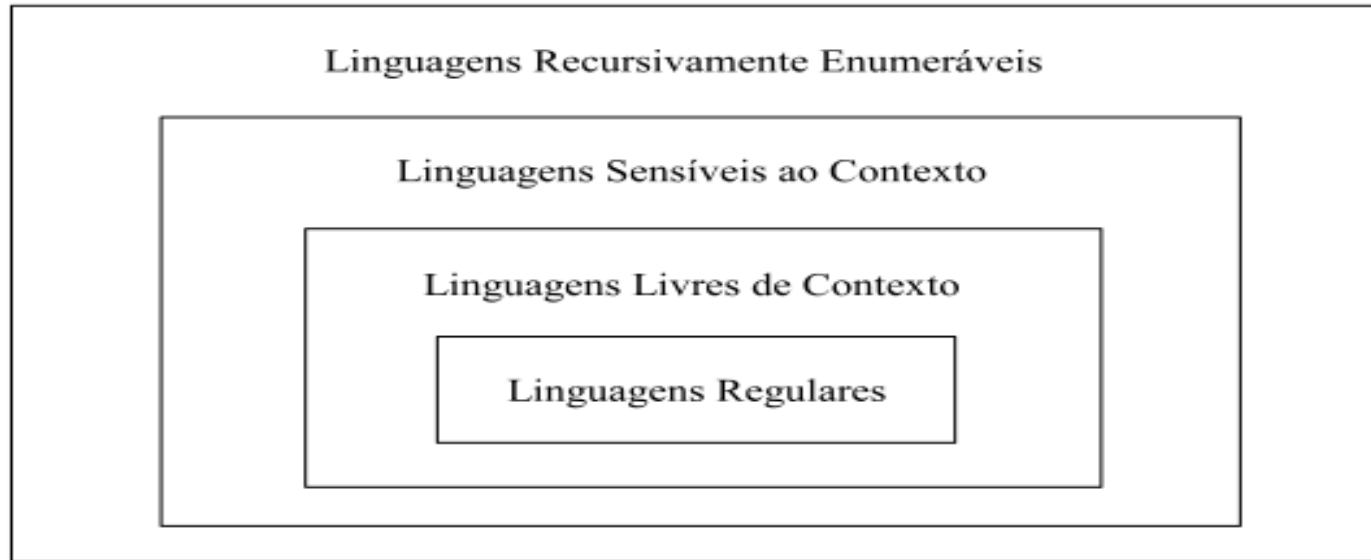 Linguagens Recursivamente Enumeráveis
Linguagens Sensíveis ao Contexto
Linguagens Livres de Contexto
Linguagens Regulares